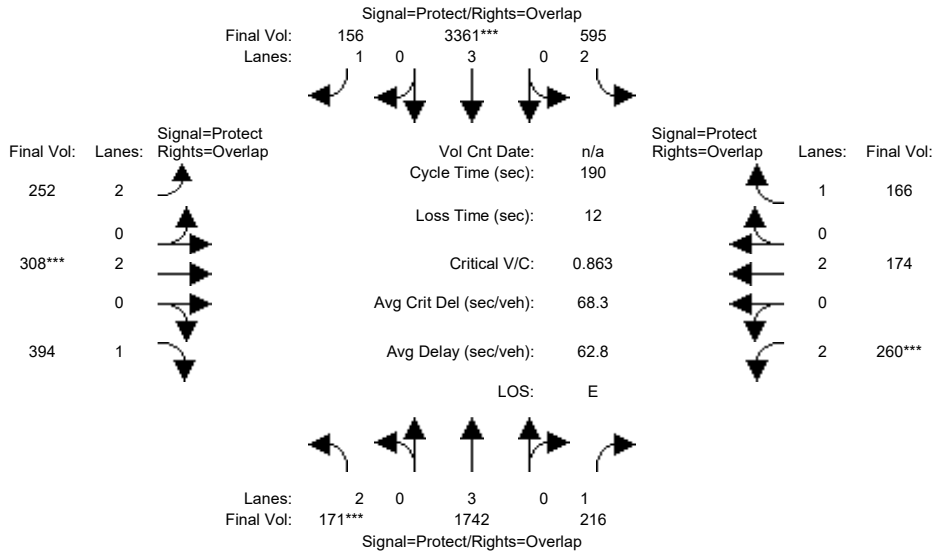 Signal=Protect/Rights=Overlap
Final Vol: 156 3361*** 595
Lanes: 1 0 3 0 2
Signal=Protect
Final Vol: Lanes: Rights=Overlap
Vol Cnt Date: n/a
Signal=Protect
Rights=Overlap Lanes: Final Vol:
Cycle Time (sec): 190
252 2
1 166
Loss Time (sec): 12
0
0
308*** 2
Critical V/C: 0.863
2 174
0
Avg Crit Del (sec/veh): 68.3
0
394 1
Avg Delay (sec/veh): 62.8
2 260***
LOS: E
Lanes: 2 0 3 0 1
Final Vol: 171*** 1742 216
Signal=Protect/Rights=Overlap